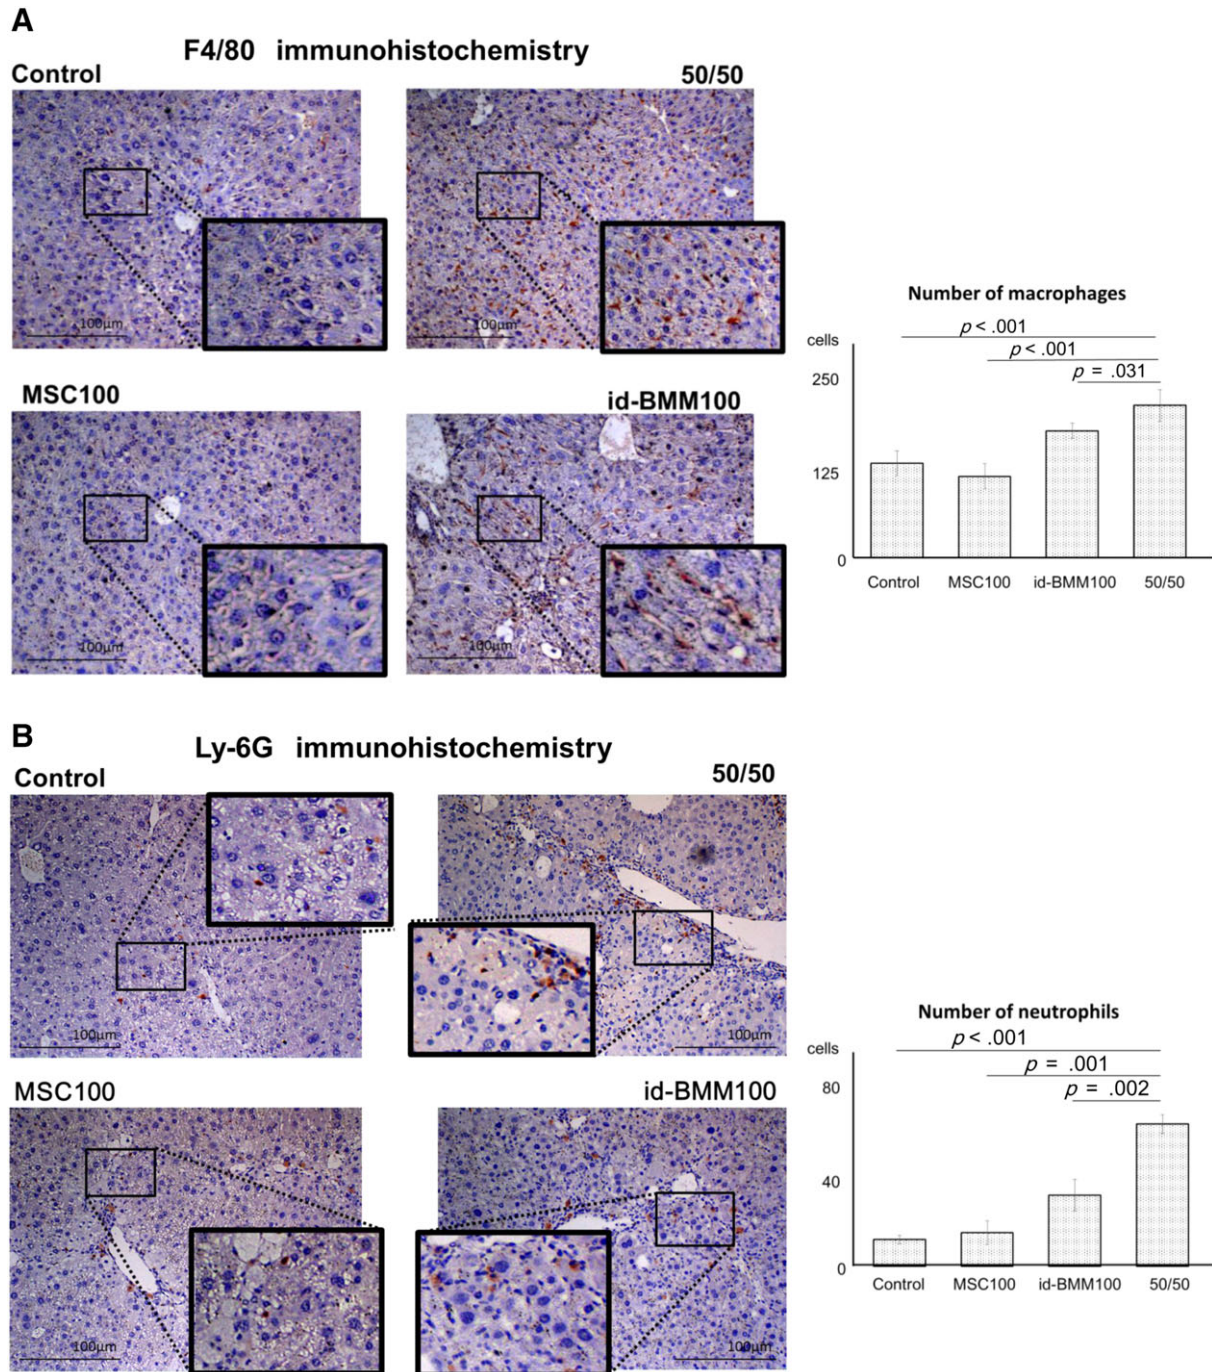 A
F4/80 immunohistochemistry
Control
50/50
100μm
100μm
MSC100
id-BMM100
100μm
100μm
Number of macrophages
cells
p < .001
p < .001
p = .031
250
125
0
Control MSC100 id-BMM100 50/50
B
Ly-6G immunohistochemistry
Control
50/50
100μm
100μm
MSC100
id-BMM100
100μm
100μm
Number of neutrophils
cells
p < .001
p = .001
p = .002
80
40
0
Control MSC100 id-BMM100 50/50